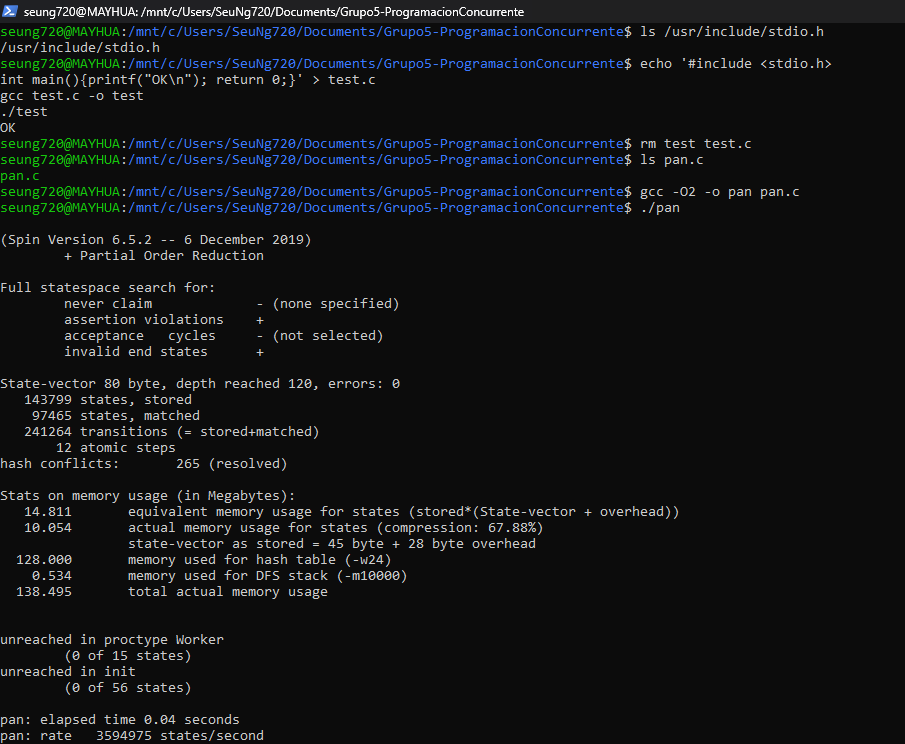 seung720@MAYHUA: /mnt/c/Users/SeuNg720/Documents/Grupo5-ProgramacionConcurrente
seung720@MAYHUA:/mnt/c/Users/SeuNg720/Documents/Grupo5-ProgramacionConcurrente$ ls /usr/include/stdio.h
/usr/include/stdio.h
seung720@MAYHUA:/mnt/c/Users/SeuNg720/Documents/Grupo5-ProgramacionConcurrente$ echo '#include <stdio.h>
int main(){printf("OK\n"); return 0;}' > test.c
gcc test.c -o test
./test
OK
seung720@MAYHUA:/mnt/c/Users/SeuNg720/Documents/Grupo5-ProgramacionConcurrente$ rm test test.c
seung720@MAYHUA:/mnt/c/Users/SeuNg720/Documents/Grupo5-ProgramacionConcurrente$ ls pan.c
pan.c
seung720@MAYHUA:/mnt/c/Users/SeuNg720/Documents/Grupo5-ProgramacionConcurrente$ gcc -O2 -o pan pan.c
seung720@MAYHUA:/mnt/c/Users/SeuNg720/Documents/Grupo5-ProgramacionConcurrente$ ./pan
(Spin Version 6.5.2 -- 6 December 2019)
+ Partial Order Reduction
Full statespace search for:
never claim - (none specified)
assertion violations +
acceptance cycles - (not selected)
invalid end states +
State-vector 80 byte, depth reached 120, errors: 0
143799 states, stored
97465 states, matched
241264 transitions (= stored+matched)
12 atomic steps
hash conflicts: 265 (resolved)
Stats on memory usage (in Megabytes):
14.811 equivalent memory usage for states (stored*(State-vector + overhead))
10.054 actual memory usage for states (compression: 67.88%)
state-vector as stored = 45 byte + 28 byte overhead
128.000 memory used for hash table (-w24)
0.534 memory used for DFS stack (-m10000)
138.495 total actual memory usage
unreached in proctype Worker
(0 of 15 states)
unreached in init
(0 of 56 states)
pan: elapsed time 0.04 seconds
pan: rate 3594975 states/second